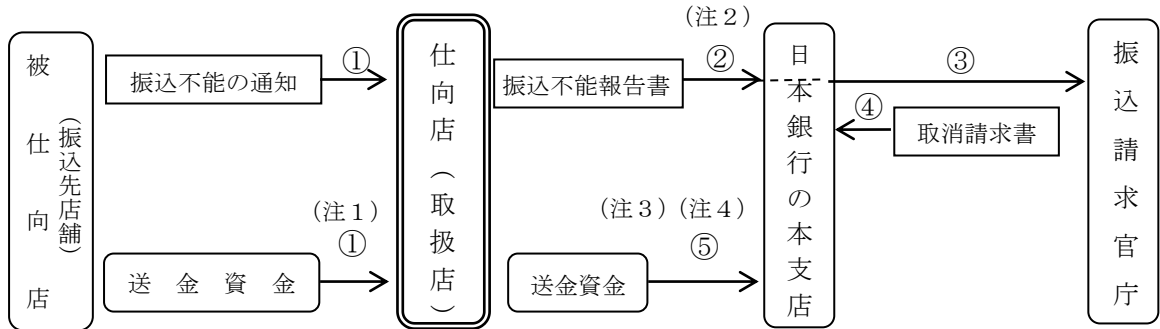 被仕向店
（振込先店舗）
振込不能の通知
①
（注１）
①
送金資金
仕向店（取扱店）
振込不能報告書
（注２）
②
（注３）（注４）
⑤
送金資金
日本銀行の本支店
③
④
取消請求書
振込請求官庁